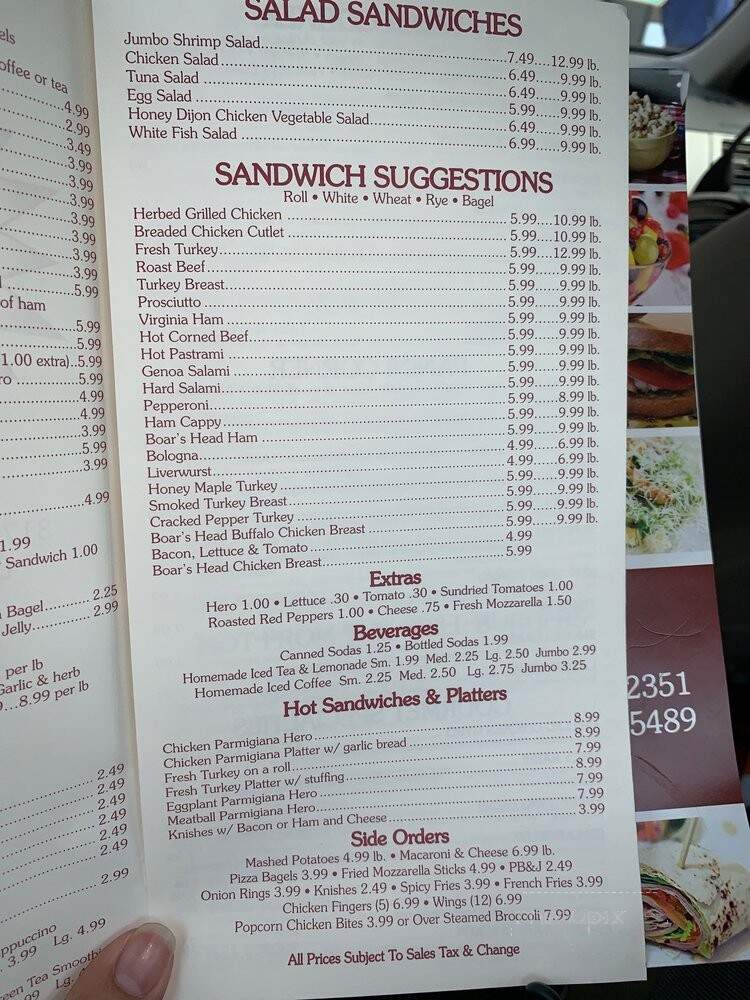 els
offee or tea
4.99
2.99
3.49
3.99
3.99
3.99
3.99
3.99
3.99
3.99
5.99
of ham
5.99
5.99
1.00 extra)..5.99
ro ...............5.99
4.99
4.99
3.99
5.99
3.99
4.99
1.99
Sandwich 1.00
Bagel........... 2.25
Jelly............. 2.99
per lb
Garlic & herb
...8.99 per lb
2.49
2.49
2.49
2.49
2.49
2.49
2.99
ppuccino
3.99 Lg. 4.99
een Tea Smooth
SALAD SANDWICHES
Jumbo Shrimp Salad....7.49....12.99 lb.
Chicken Salad....6.49......9.99 lb.
Tuna Salad....6.49......9.99 lb.
Egg Salad....5.99......9.99 lb.
Honey Dijon Chicken Vegetable Salad....6.49......9.99 lb.
White Fish Salad....6.99......9.99 lb.
SANDWICH SUGGESTIONS
Roll • White • Wheat • Rye • Bagel
Herbed Grilled Chicken....5.99....10.99 lb.
Breaded Chicken Cutlet....5.99....10.99 lb.
Fresh Turkey....5.99....12.99 lb.
Roast Beef....5.99......9.99 lb.
Turkey Breast....5.99......9.99 lb.
Prosciutto....5.99......9.99 lb.
Virginia Ham....5.99......9.99 lb.
Hot Corned Beef....5.99......9.99 lb.
Hot Pastrami....5.99......9.99 lb.
Genoa Salami....5.99......9.99 lb.
Hard Salami....5.99......9.99 lb.
Pepperoni....5.99......8.99 lb.
Ham Cappy....5.99......9.99 lb.
Boar's Head Ham....5.99......9.99 lb.
Bologna....4.99......6.99 lb.
Liverwurst....4.99......6.99 lb.
Honey Maple Turkey....5.99......9.99 lb.
Smoked Turkey Breast....5.99......9.99 lb.
Cracked Pepper Turkey....5.99......9.99 lb.
Boar's Head Buffalo Chicken Breast....5.99......9.99 lb.
Bacon, Lettuce & Tomato....4.99
Boar's Head Chicken Breast....5.99
Extras
Hero 1.00 • Lettuce .30 • Tomato .30 • Sundried Tomatoes 1.00
Roasted Red Peppers 1.00 • Cheese .75 • Fresh Mozzarella 1.50
Beverages
Canned Sodas 1.25 • Bottled Sodas 1.99
Homemade Iced Tea & Lemonade Sm. 1.99 Med. 2.25 Lg. 2.50 Jumbo 2.99
Homemade Iced Coffee Sm. 2.25 Med. 2.50 Lg. 2.75 Jumbo 3.25
Hot Sandwiches & Platters
Chicken Parmigiana Hero....8.99
Chicken Parmigiana Platter w/ garlic bread....8.99
Fresh Turkey on a roll....7.99
Fresh Turkey Platter w/ stuffing....8.99
Eggplant Parmigiana Hero....7.99
Meatball Parmigiana Hero....7.99
Knishes w/ Bacon or Ham and Cheese....3.99
Side Orders
Mashed Potatoes 4.99 lb. • Macaroni & Cheese 6.99 lb.
Pizza Bagels 3.99 • Fried Mozzarella Sticks 4.99 • PB&J 2.49
Onion Rings 3.99 • Knishes 2.49 • Spicy Fries 3.99 • French Fries 3.99
Chicken Fingers (5) 6.99 • Wings (12) 6.99
Popcorn Chicken Bites 3.99 or Over Steamed Broccoli 7.99
All Prices Subject To Sales Tax & Change
2351
5489